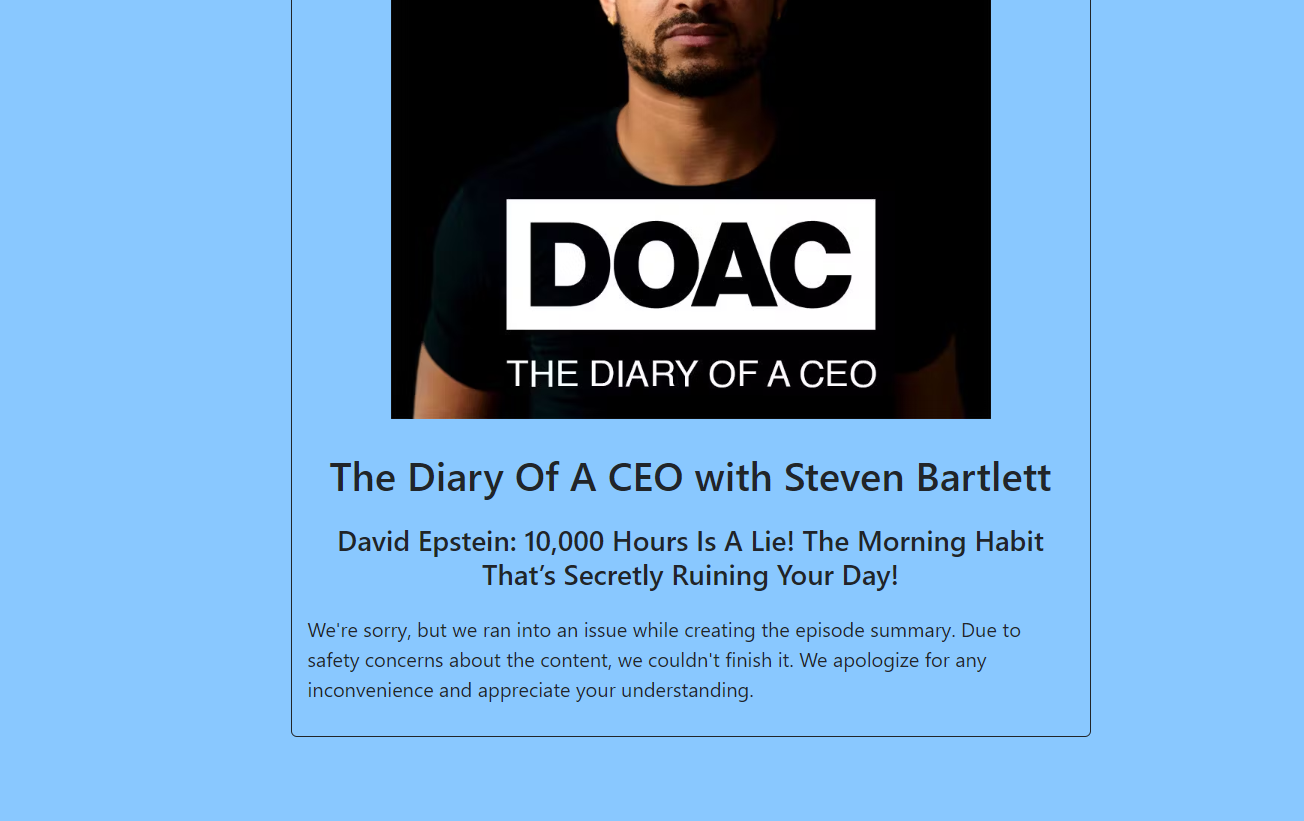 DOAC
THE DIARY OF A CEO
The Diary Of A CEO with Steven Bartlett
David Epstein: 10,000 Hours Is A Lie! The Morning Habit
That’s Secretly Ruining Your Day!
We're sorry, but we ran into an issue while creating the episode summary. Due to
safety concerns about the content, we couldn't finish it. We apologize for any
inconvenience and appreciate your understanding.